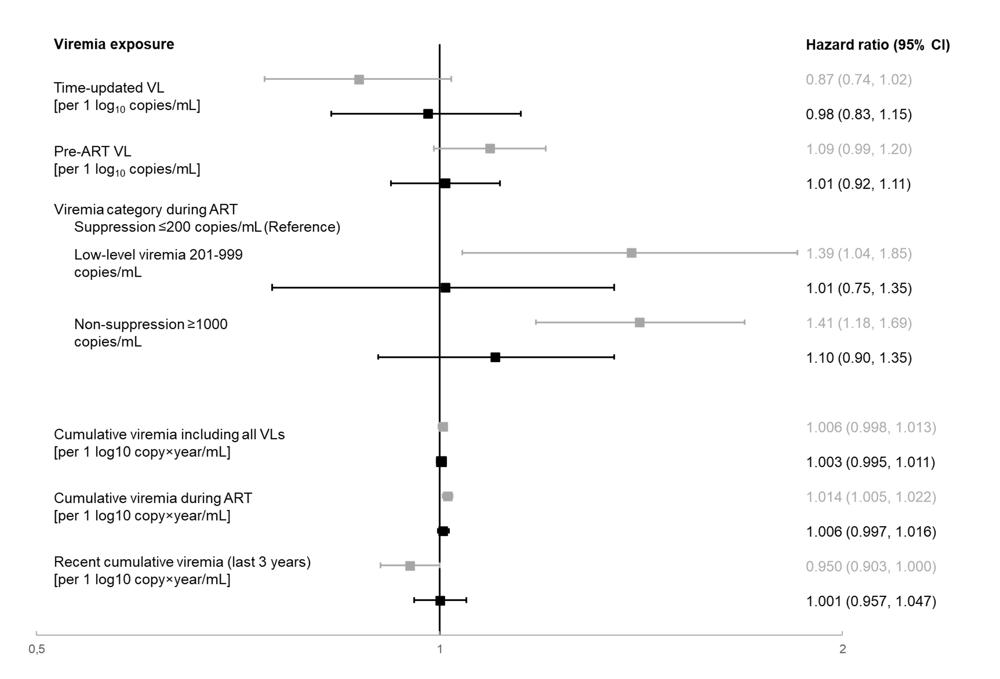 Viremia exposure
Hazard ratio (95% CI)
0.87 (0.74, 1.02)
Time-updated VL
[per 1 log₁₀ copies/mL]
0.98 (0.83, 1.15)
1.09 (0.99, 1.20)
Pre-ART VL
[per 1 log₁₀ copies/mL]
1.01 (0.92, 1.11)
Viremia category during ART
Suppression ≤200 copies/mL (Reference)
Low-level viremia 201-999
copies/mL
1.39 (1.04, 1.85)
1.01 (0.75, 1.35)
Non-suppression ≥1000
copies/mL
1.41 (1.18, 1.69)
1.10 (0.90, 1.35)
1.006 (0.998, 1.013)
Cumulative viremia including all VLs
[per 1 log10 copy×year/mL]
1.003 (0.995, 1.011)
Cumulative viremia during ART
[per 1 log10 copy×year/mL]
1.014 (1.005, 1.022)
1.006 (0.997, 1.016)
Recent cumulative viremia (last 3 years)
[per 1 log10 copy×year/mL]
0.950 (0.903, 1.000)
1.001 (0.957, 1.047)
0,5
1
2